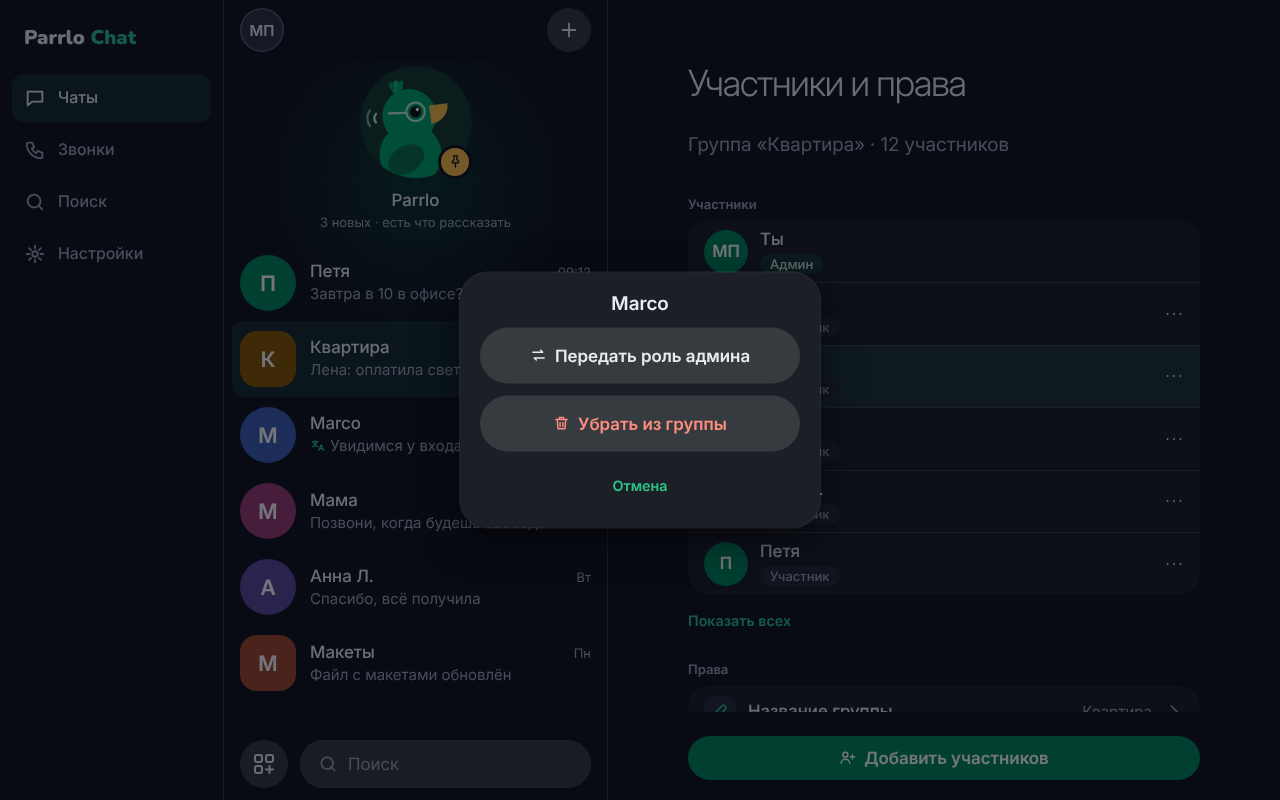 Parrlo Chat
Чаты
Звонки
Поиск
Настройки
МП
Parrlo
3 новых · есть что рассказать
П
Петя
Завтра в 10 в офисе?
К
Квартира
Лена: оплатила свет
M
Marco
Увидимся у входа
М
Мама
Позвони, когда будешь
А
Анна Л.
Вт
Спасибо, всё получила
М
Макеты
Пн
Файл с макетами обновлён
Поиск
Участники и права
Группа «Квартира» · 12 участников
Участники
МП
Ты
Админ
П
Петя
Участник
Показать всех
Права
Название группы
Квартира
Добавить участников
Marco
Передать роль админа
Убрать из группы
Отмена